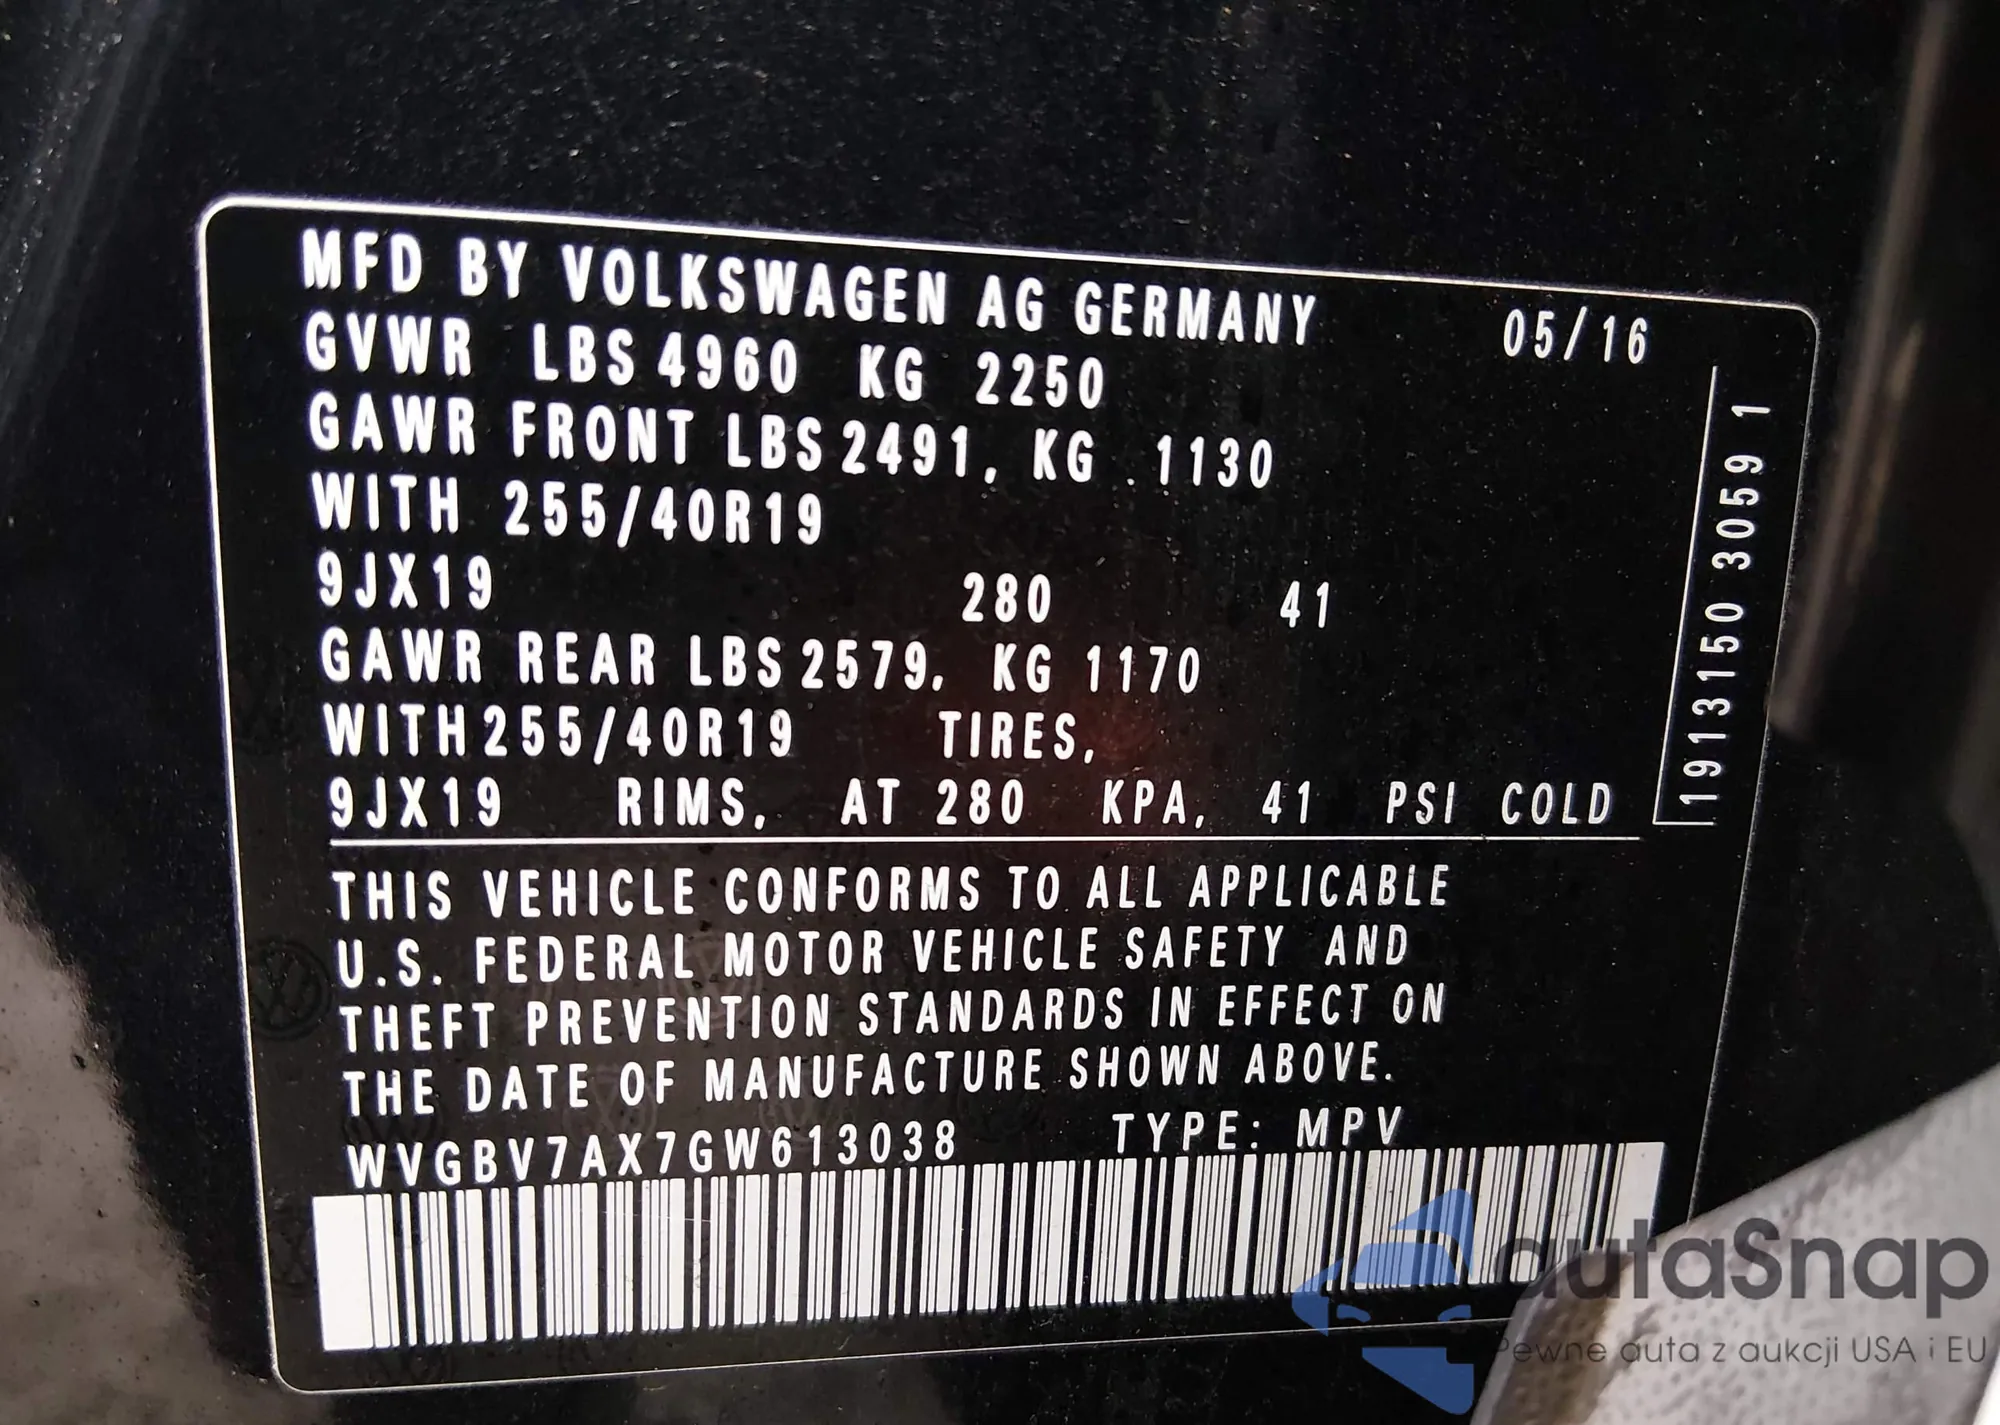 MFD BY VOLKSWAGEN AG GERMANY 05/16
GVWR LBS 4960 KG 2250
GAWR FRONT LBS 2491, KG . 1130
WITH 255/40R19
9JX19 280 41
GAWR REAR LBS 2579, KG 1170
WITH 255/40R19 TIRES,
9JX19 RIMS, AT 280 KPA, 41 PSI COLD
1913150 3059 1
THIS VEHICLE CONFORMS TO ALL APPLICABLE
U.S. FEDERAL MOTOR VEHICLE SAFETY AND
THEFT PREVENTION STANDARDS IN EFFECT ON
THE DATE OF MANUFACTURE SHOWN ABOVE.
WVGBV7AX7GW613038 TYPE: MPV
autaSnap
Pewne auta z aukcji USA i EU